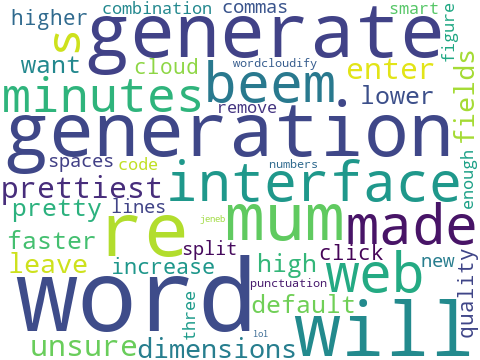 combination commas smart
higher generate figure
s
want cloud wordcloudify enter fields
minutes beem remove lower
generation
spaces code numbers enough
prettiest interface
pretty lines re mum made
faster split click
leave increase high web new quality
word punctuation will
jeneb
three default
unsure dimensions lol